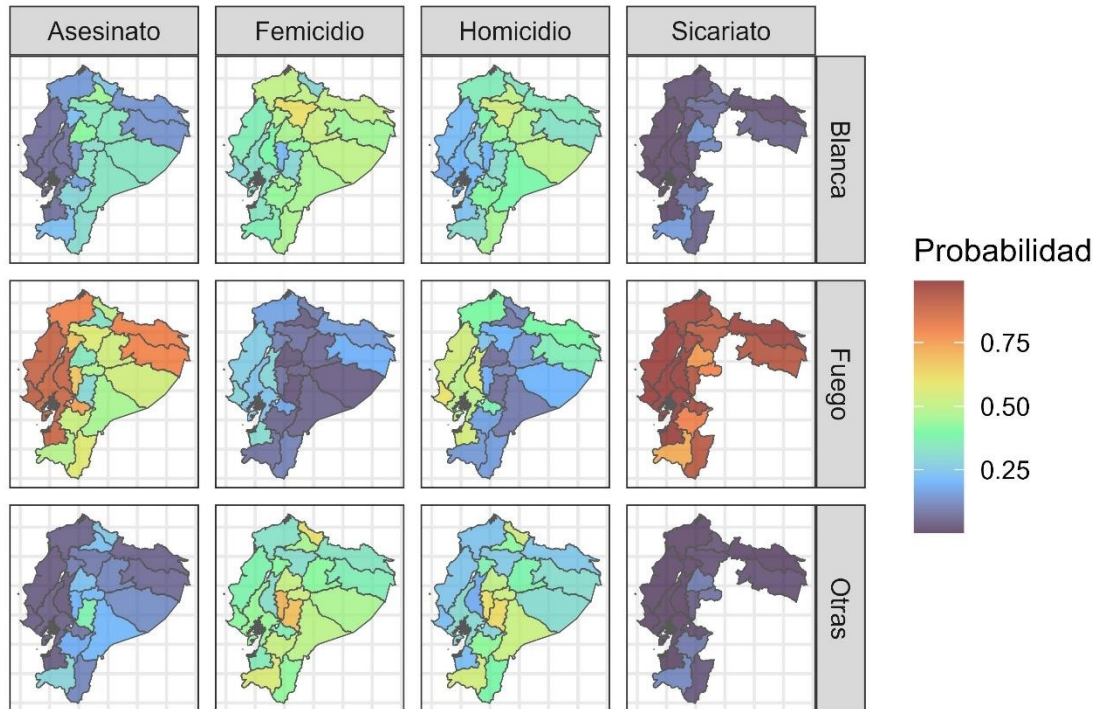 Asesinato Femicidio Homicidio Sicariato
Blanca
Fuego
Otras
Probabilidad
0.75
0.50
0.25